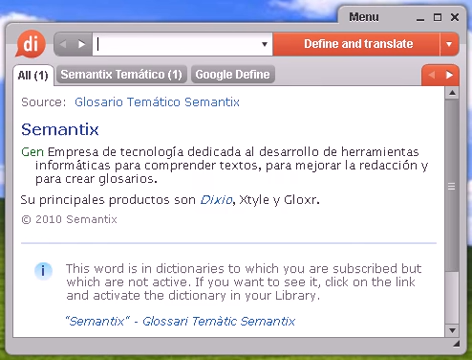 Menu
di
Define and translate
All (1) Semantix Temático (1) Google Define
Source: Glosario Temático Semantix
Semantix
Gen Empresa de tecnología dedicada al desarrollo de herramientas
informáticas para comprender textos, para mejorar la redacción y
para crear glosarios.
Su principales productos son Dixio, Xtyle y Gloxr.
© 2010 Semantix
i
This word is in dictionaries to which you are subscribed but
which are not active. If you want to see it, click on the link
and activate the dictionary in your Library.
"Semantix" - Glossari Temàtic Semantix